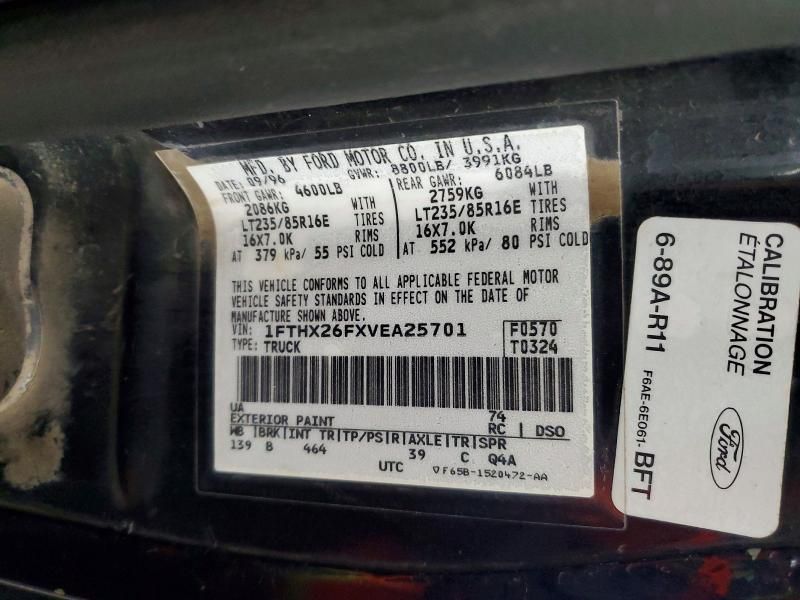 MFD. BY FORD MOTOR CO. IN U.S.A.
DATE: 09/96 GVWR: 8800LB/ 3991KG
FRONT GAWR: 4600LB REAR GAWR: 6084LB
2086KG WITH 2759KG WITH
LT235/85R16E TIRES LT235/85R16E TIRES
16X7.0K RIMS 16X7.0K RIMS
AT 379 kPa/ 55 PSI COLD AT 552 kPa/ 80 PSI COLD
THIS VEHICLE CONFORMS TO ALL APPLICABLE FEDERAL MOTOR
VEHICLE SAFETY STANDARDS IN EFFECT ON THE DATE OF
MANUFACTURE SHOWN ABOVE.
VIN: 1FTHX26FXVEA25701 F0570
TYPE: TRUCK T0324
UA 74
EXTERIOR PAINT RC DSO
WB BRK INT TR TP/PS R AXLE TR SPR
139 B 464 39 C Q4A
UTC F65B-1520472-AA
CALIBRATION
ÉTALONNAGE
6-89A-R11
F6AE-6E061- BFT
Ford